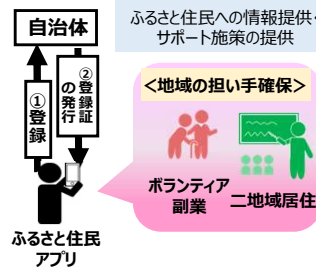 自治体
ふるさと住民への情報提供・
サポート施策の提供
①登録
②登録証
の発行
＜地域の担い手確保＞
ボランティア
副業
二地域居住
ふるさと住民
アプリ